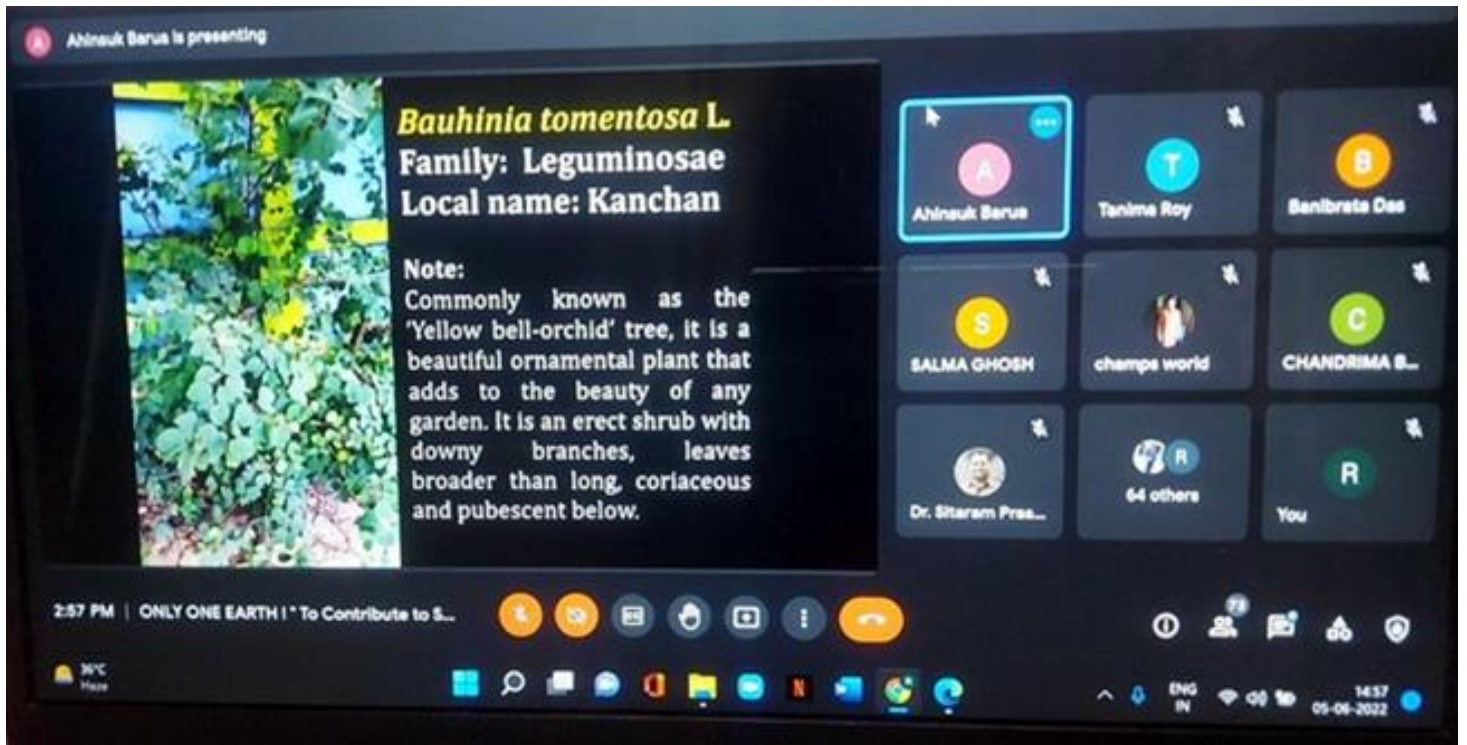 A Ahinsuk Barua is presenting
Bauhinia tomentosa L.
Family: Leguminosae
Local name: Kanchan
Note:
Commonly known as the
'Yellow bell-orchid' tree, it is a
beautiful ornamental plant that
adds to the beauty of any
garden. It is an erect shrub with
downy branches, leaves
broader than long, coriaceous
and pubescent below.
A
Ahinsuk Barua
T
Tanima Roy
B
Banibrata Das
S
SALMA GHOSH
champs world
C
CHANDRIMA B...
Dr. Sitaram Pras...
R
64 others
R
You
2:57 PM | ONLY ONE EARTH ! " To Contribute to S...
73
36°C
Haze
N
ENG
IN
14:57
05-06-2022